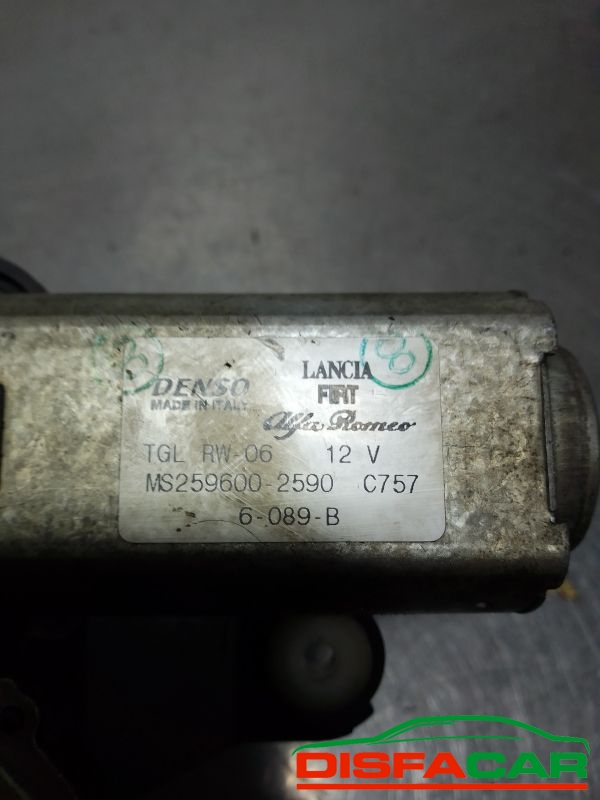 DENSO
MADE IN ITALY
LANCIA
FIAT
Alfa Romeo
TGL RW-06 12 V
MS259600-2590 C757
6-089-B
DISFACAR